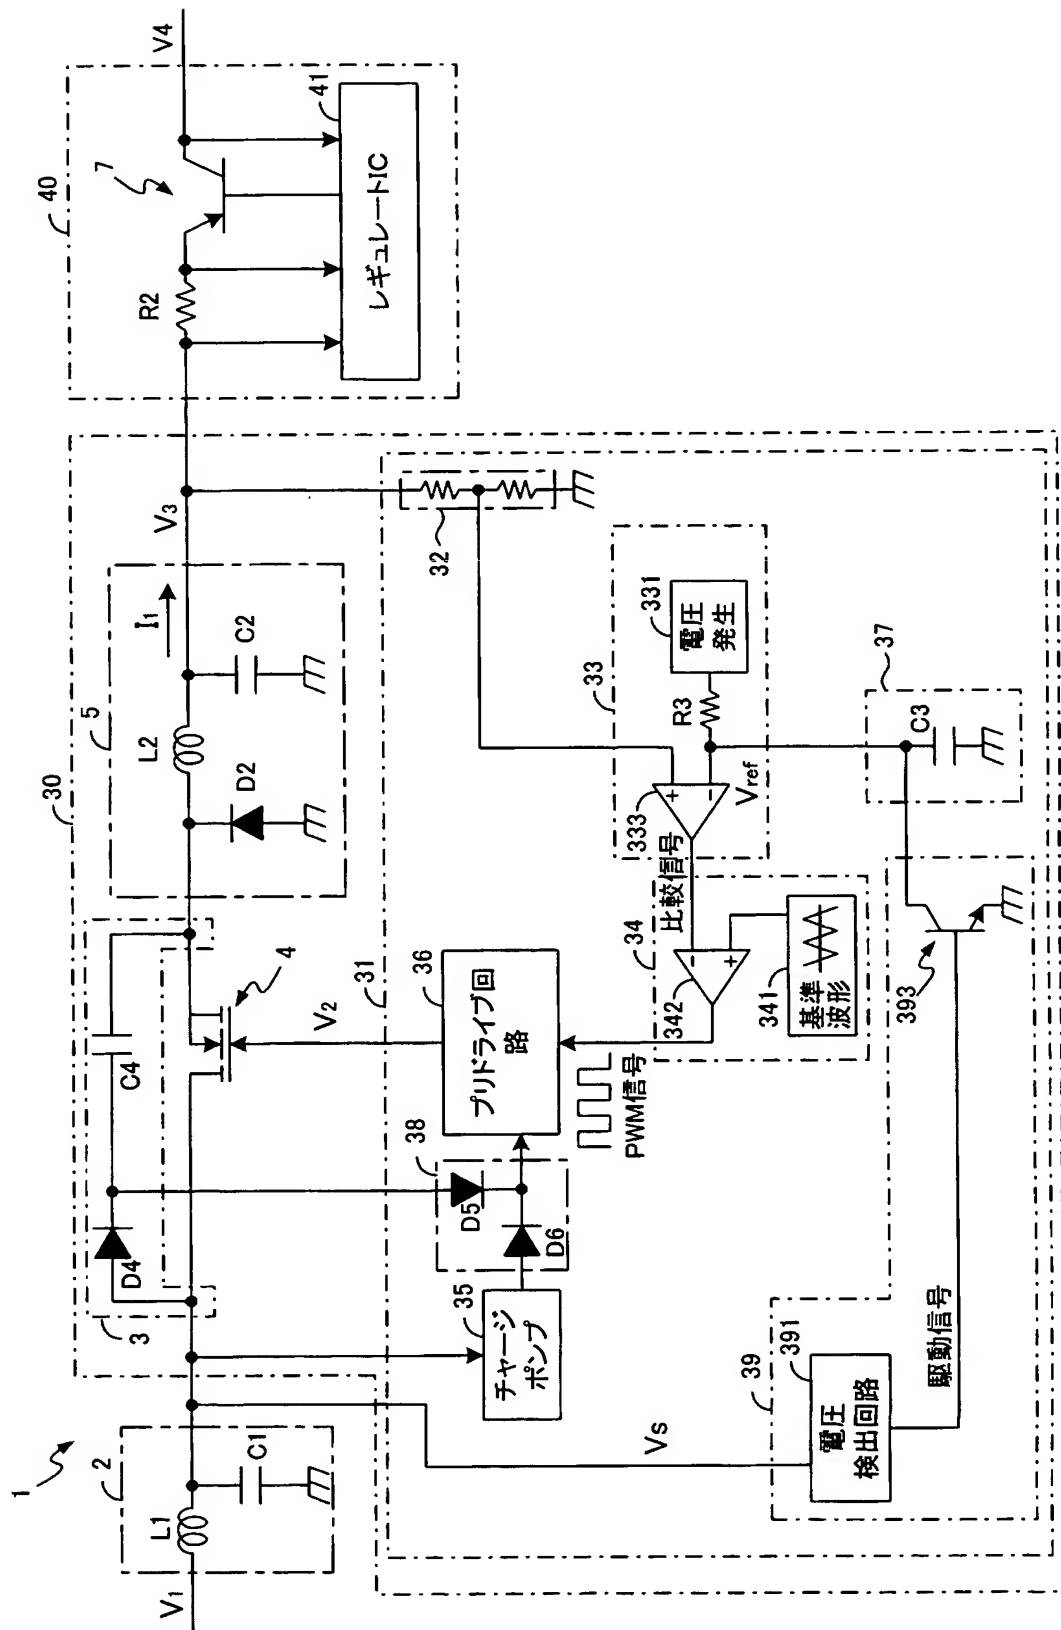 1
2
L1
C1
V1
30
3
D4
C4
4
V2
5
L2
D2
C2
I1
V3
40
R2
7
V4
41
レギュレートIC
31
35
チャージ
ポンプ
38
D5
D6
36
プリドライブ回
路
PWM信号
32
33
331
電圧
発生
R3
Vref
333
比較信号
34
342
341
基準
波形
37
C3
39
391
電圧
検出回路
Vs
駆動信号
393
+
−
+
−